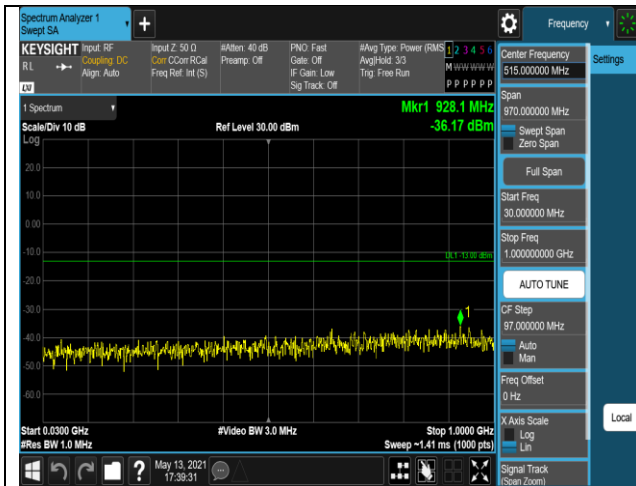 Spectrum Analyzer 1
Swept SA
Frequency
KEYSIGHT
RL
Input: RF
Coupling: DC
Align: Auto
Input Z: 50 Ω
Corr CCorr RCal
Freq Ref: Int (S)
#Atten: 40 dB
Preamp: Off
PNO: Fast
Gate: Off
IF Gain: Low
Sig Track: Off
#Avg Type: Power (RMS
Avg|Hold: 3/3
Trig: Free Run
1 2 3 4 5 6
M W W W W W
P P P P P P
LXI
1 Spectrum
Scale/Div 10 dB
Log
Ref Level 30.00 dBm
Mkr1 928.1 MHz
-36.17 dBm
20.0
10.0
0.00
-10.0
-20.0
-30.0
-40.0
-50.0
-60.0
DL1 -13.00 dBm
1
Start 0.0300 GHz
#Res BW 1.0 MHz
#Video BW 3.0 MHz
Stop 1.0000 GHz
Sweep ~1.41 ms (1000 pts)
May 13, 2021
17:39:31
?
Center Frequency
515.000000 MHz
Span
970.000000 MHz
Swept Span
Zero Span
Full Span
Start Freq
30.000000 MHz
Stop Freq
1.000000000 GHz
AUTO TUNE
CF Step
97.000000 MHz
Auto
Man
Freq Offset
0 Hz
X Axis Scale
Log
Lin
Signal Track
(Span Zoom)
Settings
Local